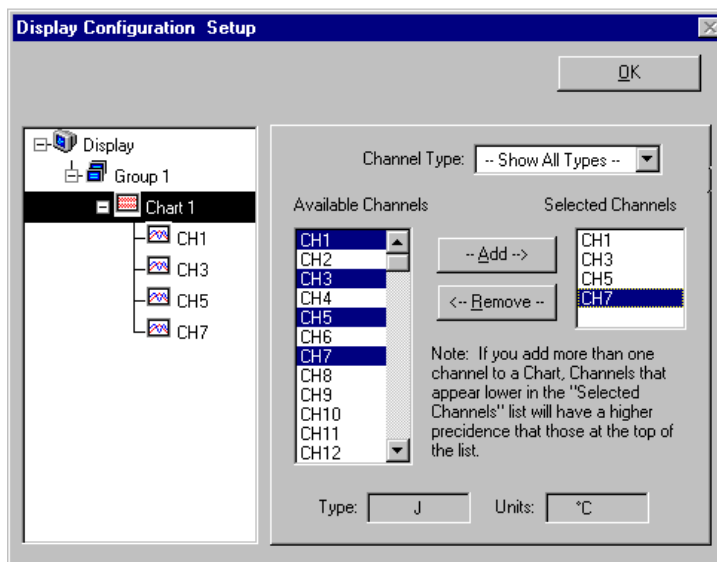 Display Configuration  Setup
OK
Display
Group 1
Chart 1
CH1
CH3
CH5
CH7
Channel Type: -- Show All Types --
Available Channels
CH1
CH2
CH3
CH4
CH5
CH6
CH7
CH8
CH9
CH10
CH11
CH12
-- Add -->
<-- Remove --
Selected Channels
CH1
CH3
CH5
CH7
Note:  If you add more than one
channel to a Chart, Channels that
appear lower in the "Selected
Channels" list will have a higher
precidence that those at the top of
the list.
Type: J Units: °C